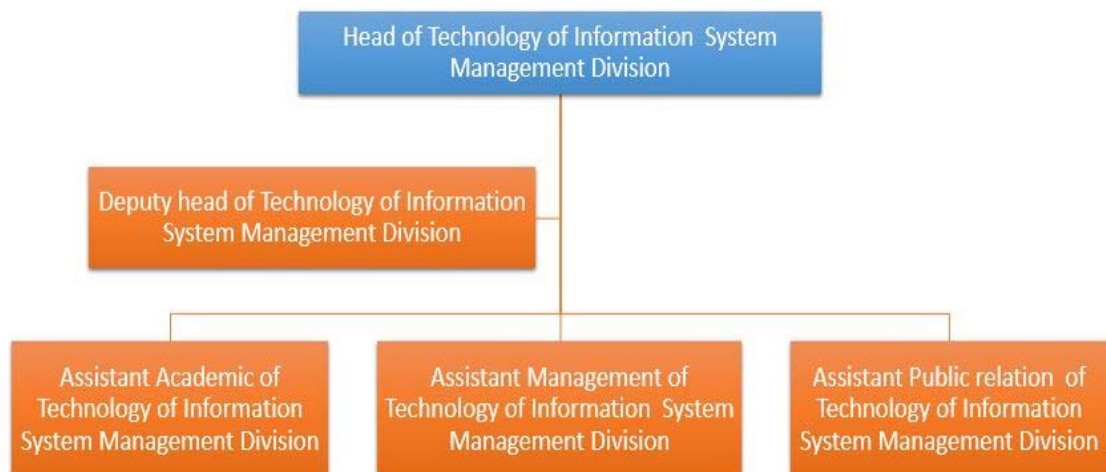 Head of Technology of Information System
Management Division
Deputy head of Technology of Information
System Management Division
Assistant Academic of
Technology of Information
System Management Division
Assistant Management of
Technology of Information System
Management Division
Assistant Public relation of
Technology of Information
System Management Division